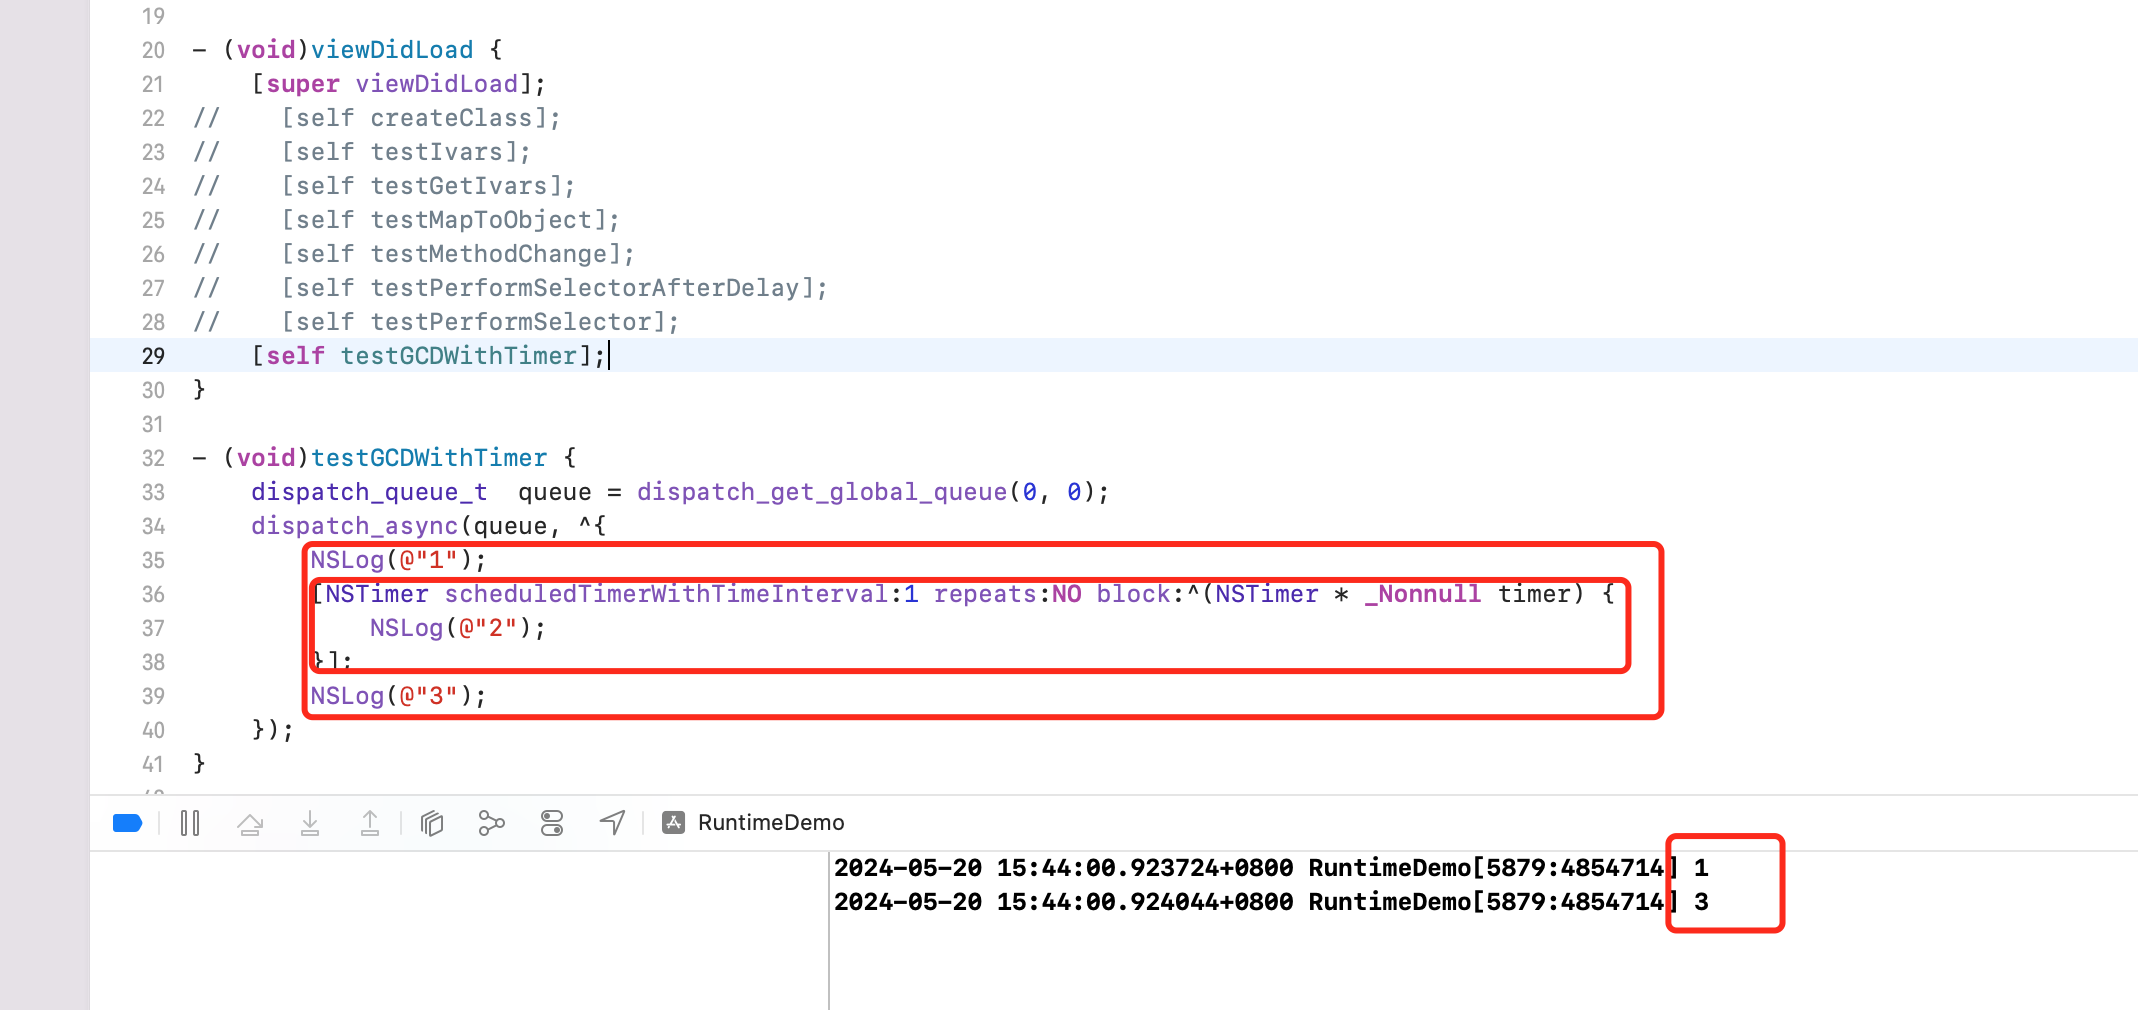 19
20 - (void)viewDidLoad {
21     [super viewDidLoad];
22 //    [self createClass];
23 //    [self testIvars];
24 //    [self testGetIvars];
25 //    [self testMapToObject];
26 //    [self testMethodChange];
27 //    [self testPerformSelectorAfterDelay];
28 //    [self testPerformSelector];
29     [self testGCDWithTimer];
30 }
31
32 - (void)testGCDWithTimer {
33     dispatch_queue_t  queue = dispatch_get_global_queue(0, 0);
34     dispatch_async(queue, ^{
35         NSLog(@"1");
36         [NSTimer scheduledTimerWithTimeInterval:1 repeats:NO block:^(NSTimer * _Nonnull timer) {
37             NSLog(@"2");
38         }];
39         NSLog(@"3");
40     });
41 }
RuntimeDemo
2024-05-20 15:44:00.923724+0800 RuntimeDemo[5879:4854714] 1
2024-05-20 15:44:00.924044+0800 RuntimeDemo[5879:4854714] 3